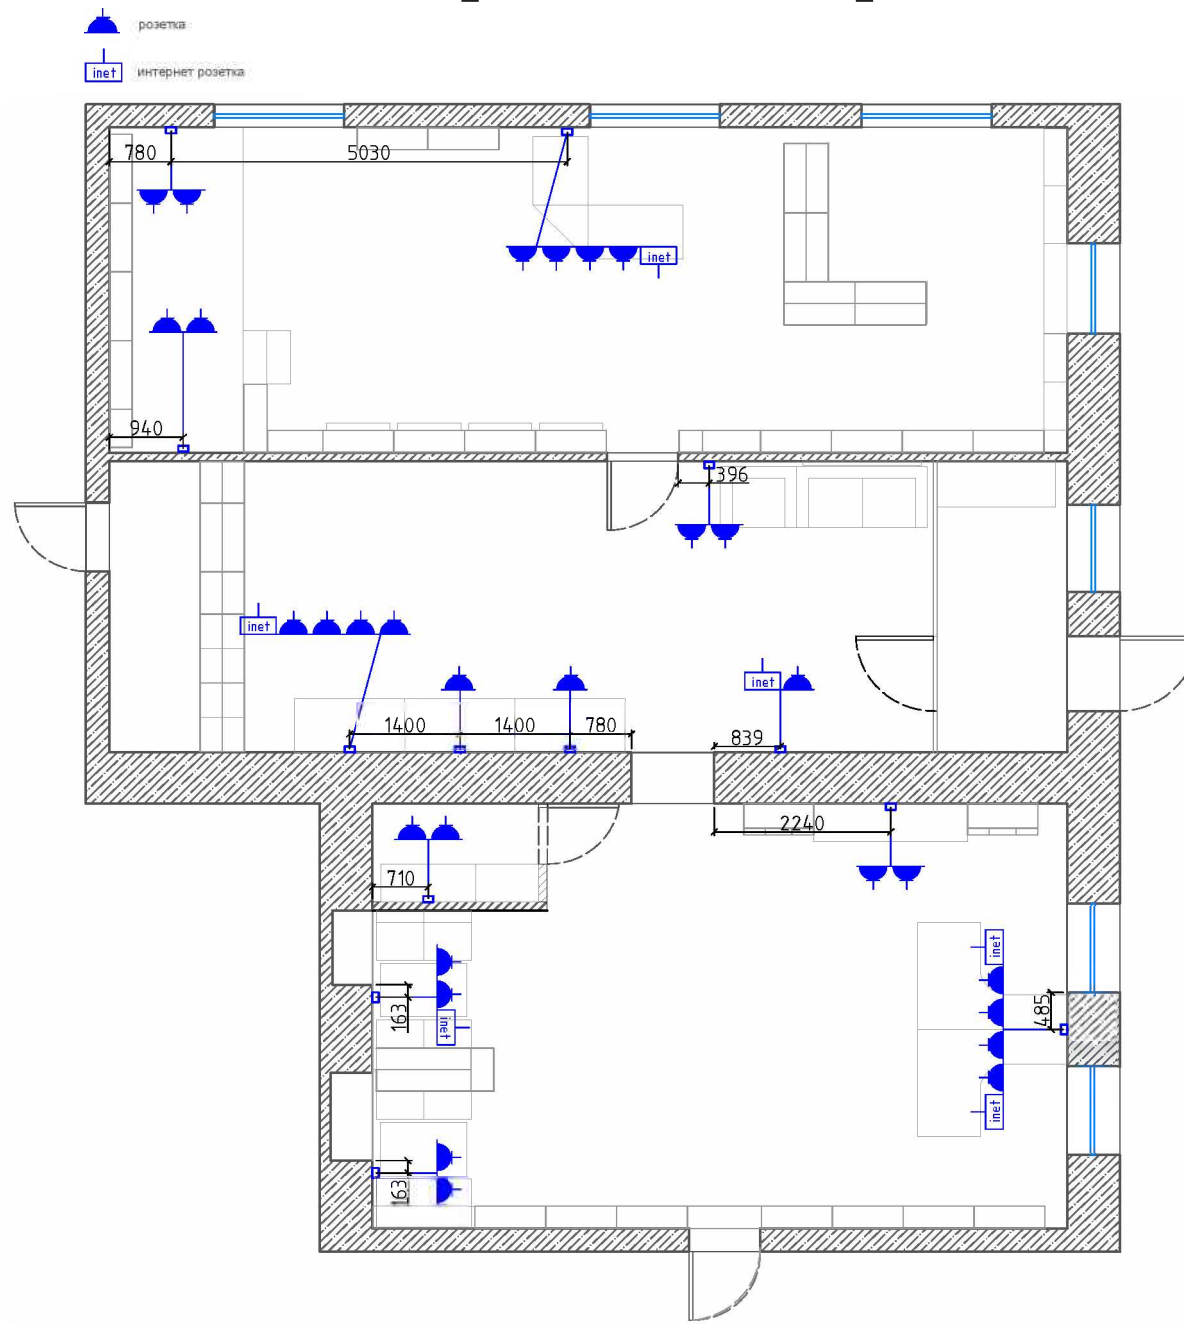 розетка
inet интернет розетка
780 5030
inet
940
396
inet
inet
1400 1400 780 839
2240
710
inet
485
163
inet
inet
163